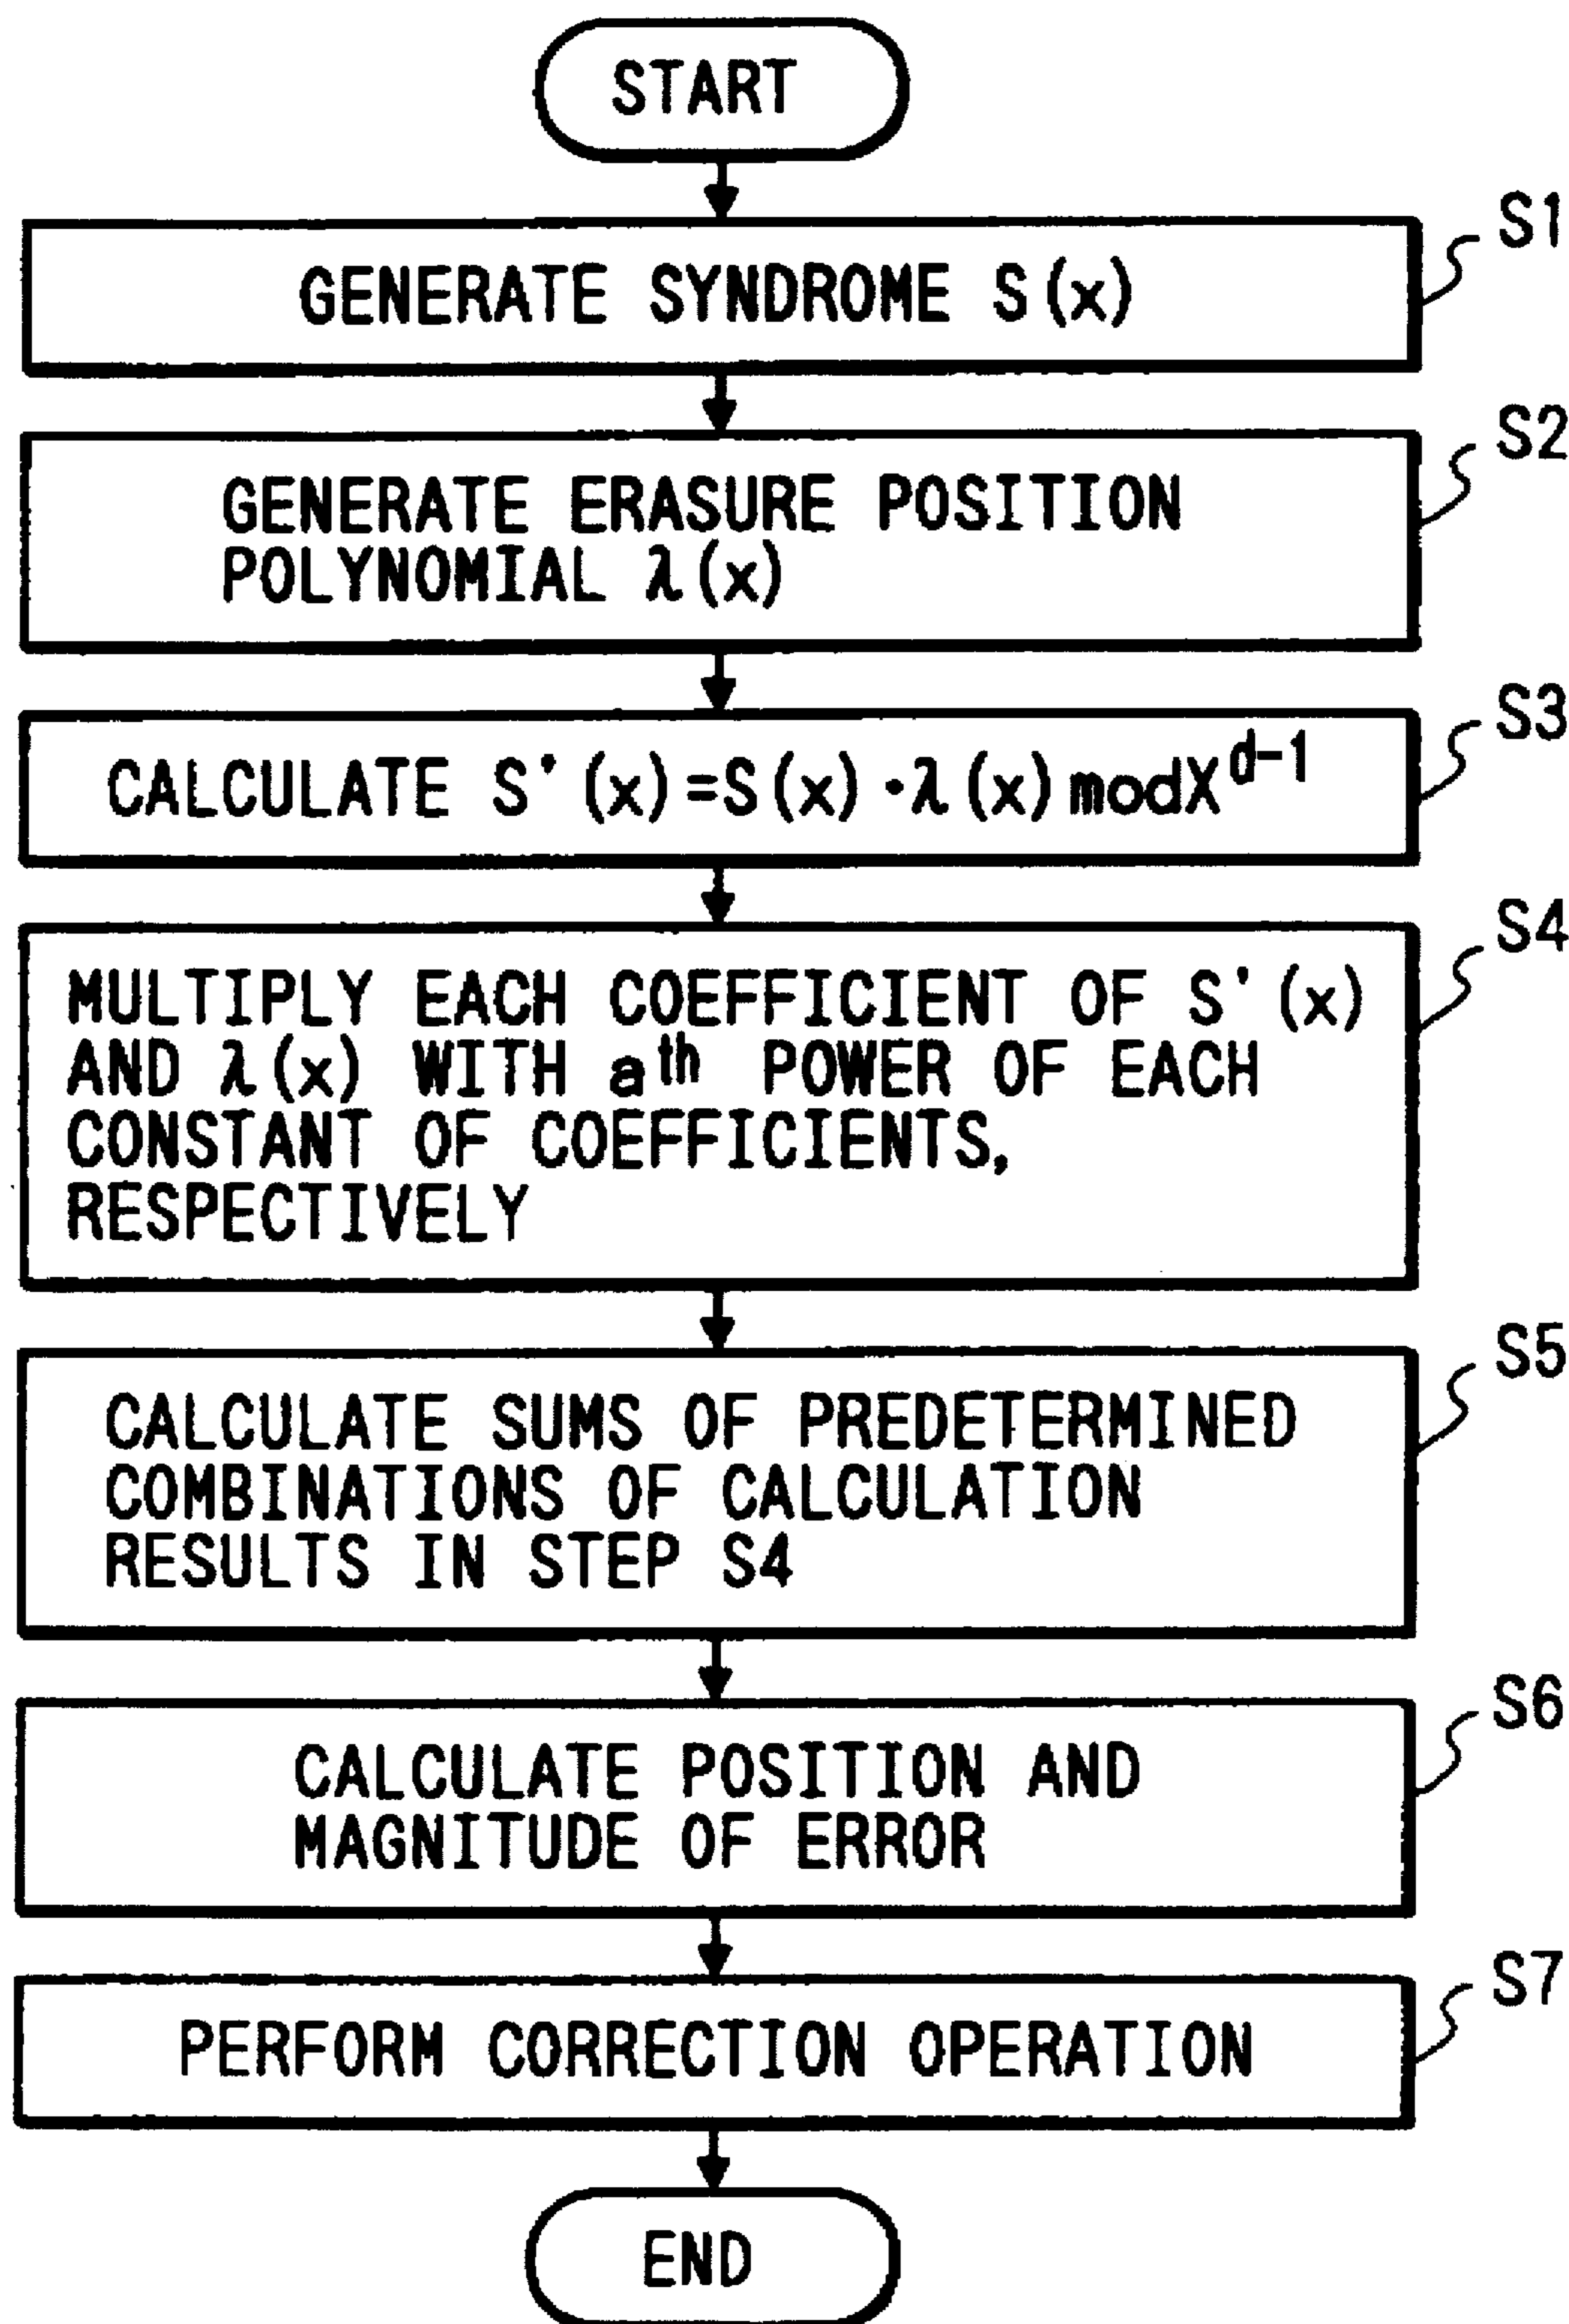 START
S1
GENERATE SYNDROME S(x)
S2
GENERATE ERASURE POSITION
POLYNOMIAL λ(x)
S3
CALCULATE S'(x)=S(x)·λ(x)modX^{d-1}
S4
MULTIPLY EACH COEFFICIENT OF S'(x)
AND λ(x) WITH a^{th} POWER OF EACH
CONSTANT OF COEFFICIENTS,
RESPECTIVELY
S5
CALCULATE SUMS OF PREDETERMINED
COMBINATIONS OF CALCULATION
RESULTS IN STEP S4
S6
CALCULATE POSITION AND
MAGNITUDE OF ERROR
S7
PERFORM CORRECTION OPERATION
END